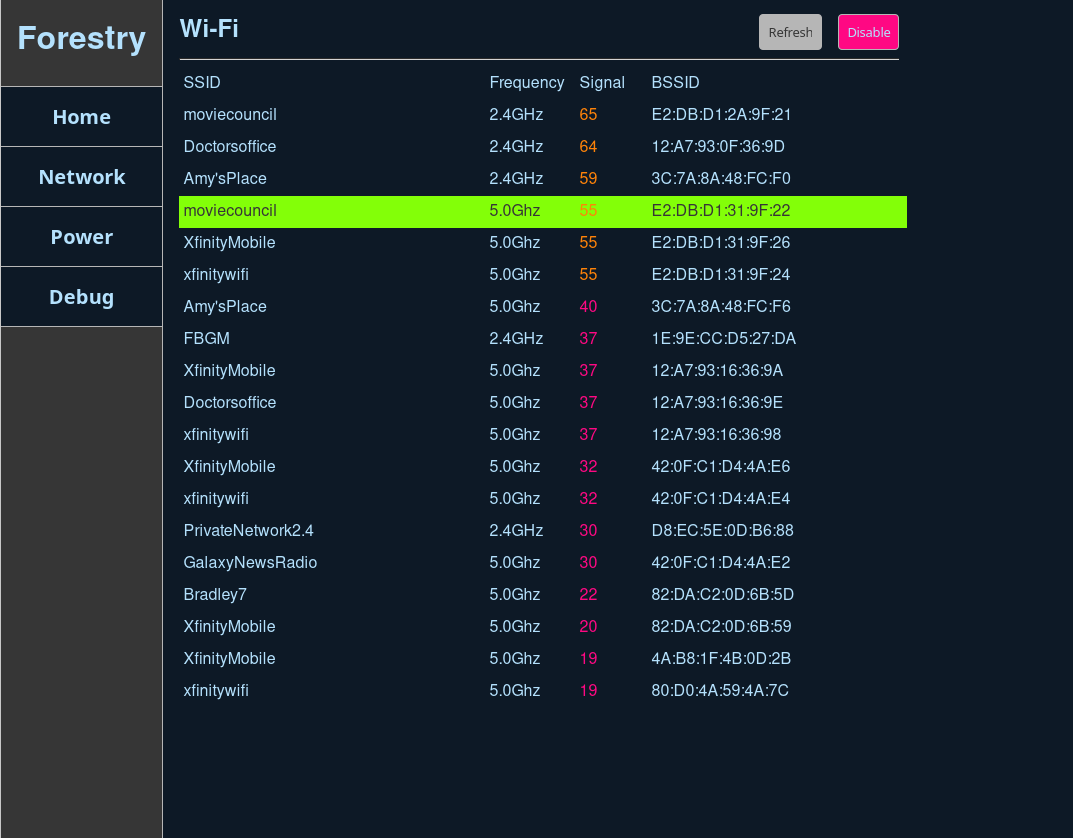 Forestry
Home
Network
Power
Debug
Wi-Fi
Refresh
Disable
SSID Frequency Signal BSSID
moviecouncil 2.4GHz 65 E2:DB:D1:2A:9F:21
Doctorsoffice 2.4GHz 64 12:A7:93:0F:36:9D
Amy'sPlace 2.4GHz 59 3C:7A:8A:48:FC:F0
moviecouncil 5.0Ghz 55 E2:DB:D1:31:9F:22
XfinityMobile 5.0Ghz 55 E2:DB:D1:31:9F:26
xfinitywifi 5.0Ghz 55 E2:DB:D1:31:9F:24
Amy'sPlace 5.0Ghz 40 3C:7A:8A:48:FC:F6
FBGM 2.4GHz 37 1E:9E:CC:D5:27:DA
XfinityMobile 5.0Ghz 37 12:A7:93:16:36:9A
Doctorsoffice 5.0Ghz 37 12:A7:93:16:36:9E
xfinitywifi 5.0Ghz 37 12:A7:93:16:36:98
XfinityMobile 5.0Ghz 32 42:0F:C1:D4:4A:E6
xfinitywifi 5.0Ghz 32 42:0F:C1:D4:4A:E4
PrivateNetwork2.4 2.4GHz 30 D8:EC:5E:0D:B6:88
GalaxyNewsRadio 5.0Ghz 30 42:0F:C1:D4:4A:E2
Bradley7 5.0Ghz 22 82:DA:C2:0D:6B:5D
XfinityMobile 5.0Ghz 20 82:DA:C2:0D:6B:59
XfinityMobile 5.0Ghz 19 4A:B8:1F:4B:0D:2B
xfinitywifi 5.0Ghz 19 80:D0:4A:59:4A:7C